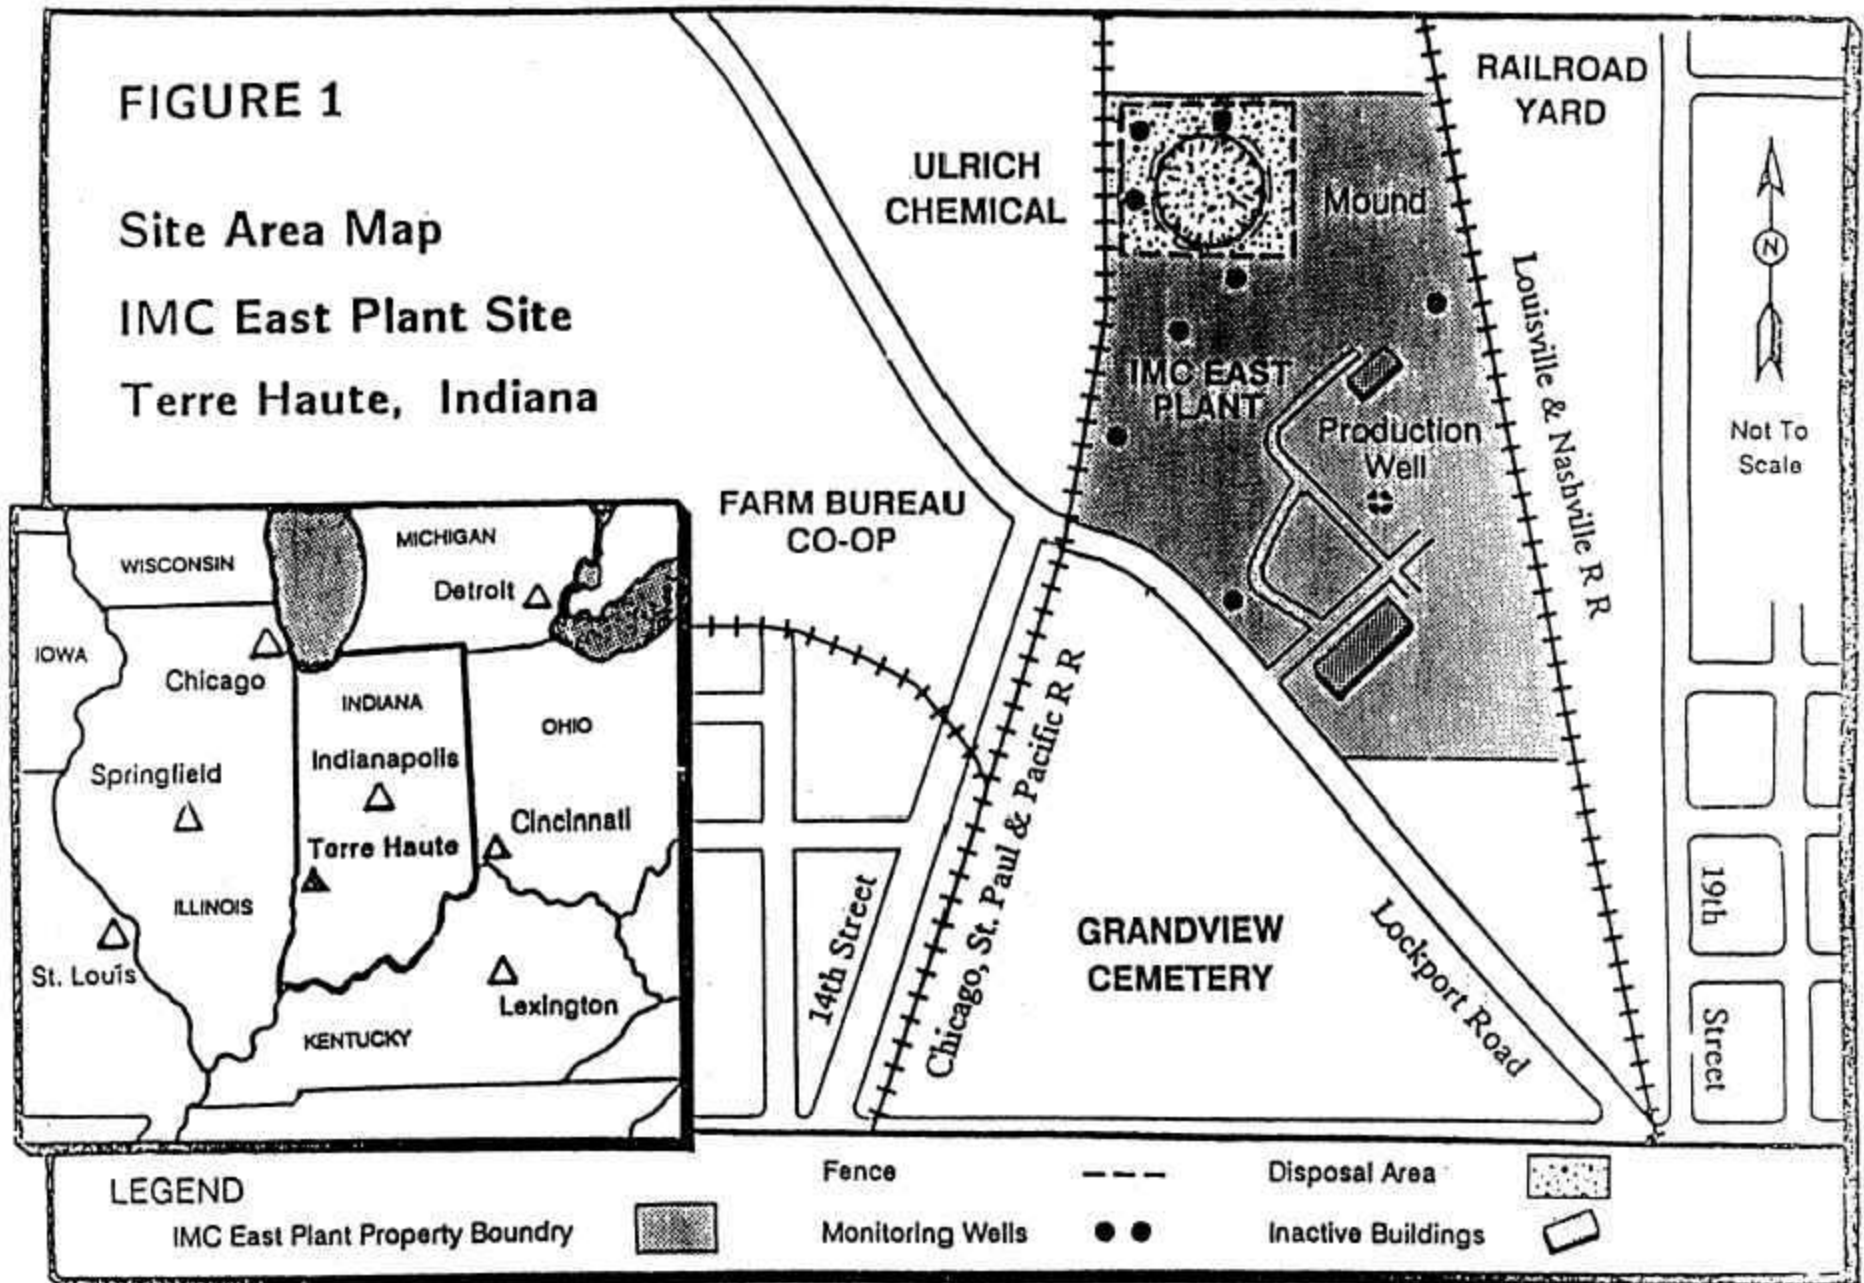 FIGURE 1
Site Area Map
IMC East Plant Site
Terre Haute, Indiana
ULRICH
CHEMICAL
RAILROAD
YARD
Mound
N
Not To
Scale
Louisville & Nashville R R
IMC EAST
PLANT
Production
Well
FARM BUREAU
CO-OP
14th Street
Chicago, St. Paul & Pacific R R
GRANDVIEW
CEMETERY
Lockport Road
19th
Street
WISCONSIN
MICHIGAN
Detroit
IOWA
Chicago
INDIANA
OHIO
Indianapolis
Springfield
Cincinnati
Terre Haute
ILLINOIS
St. Louis
Lexington
KENTUCKY
LEGEND
IMC East Plant Property Boundry
Fence
Monitoring Wells
Disposal Area
Inactive Buildings